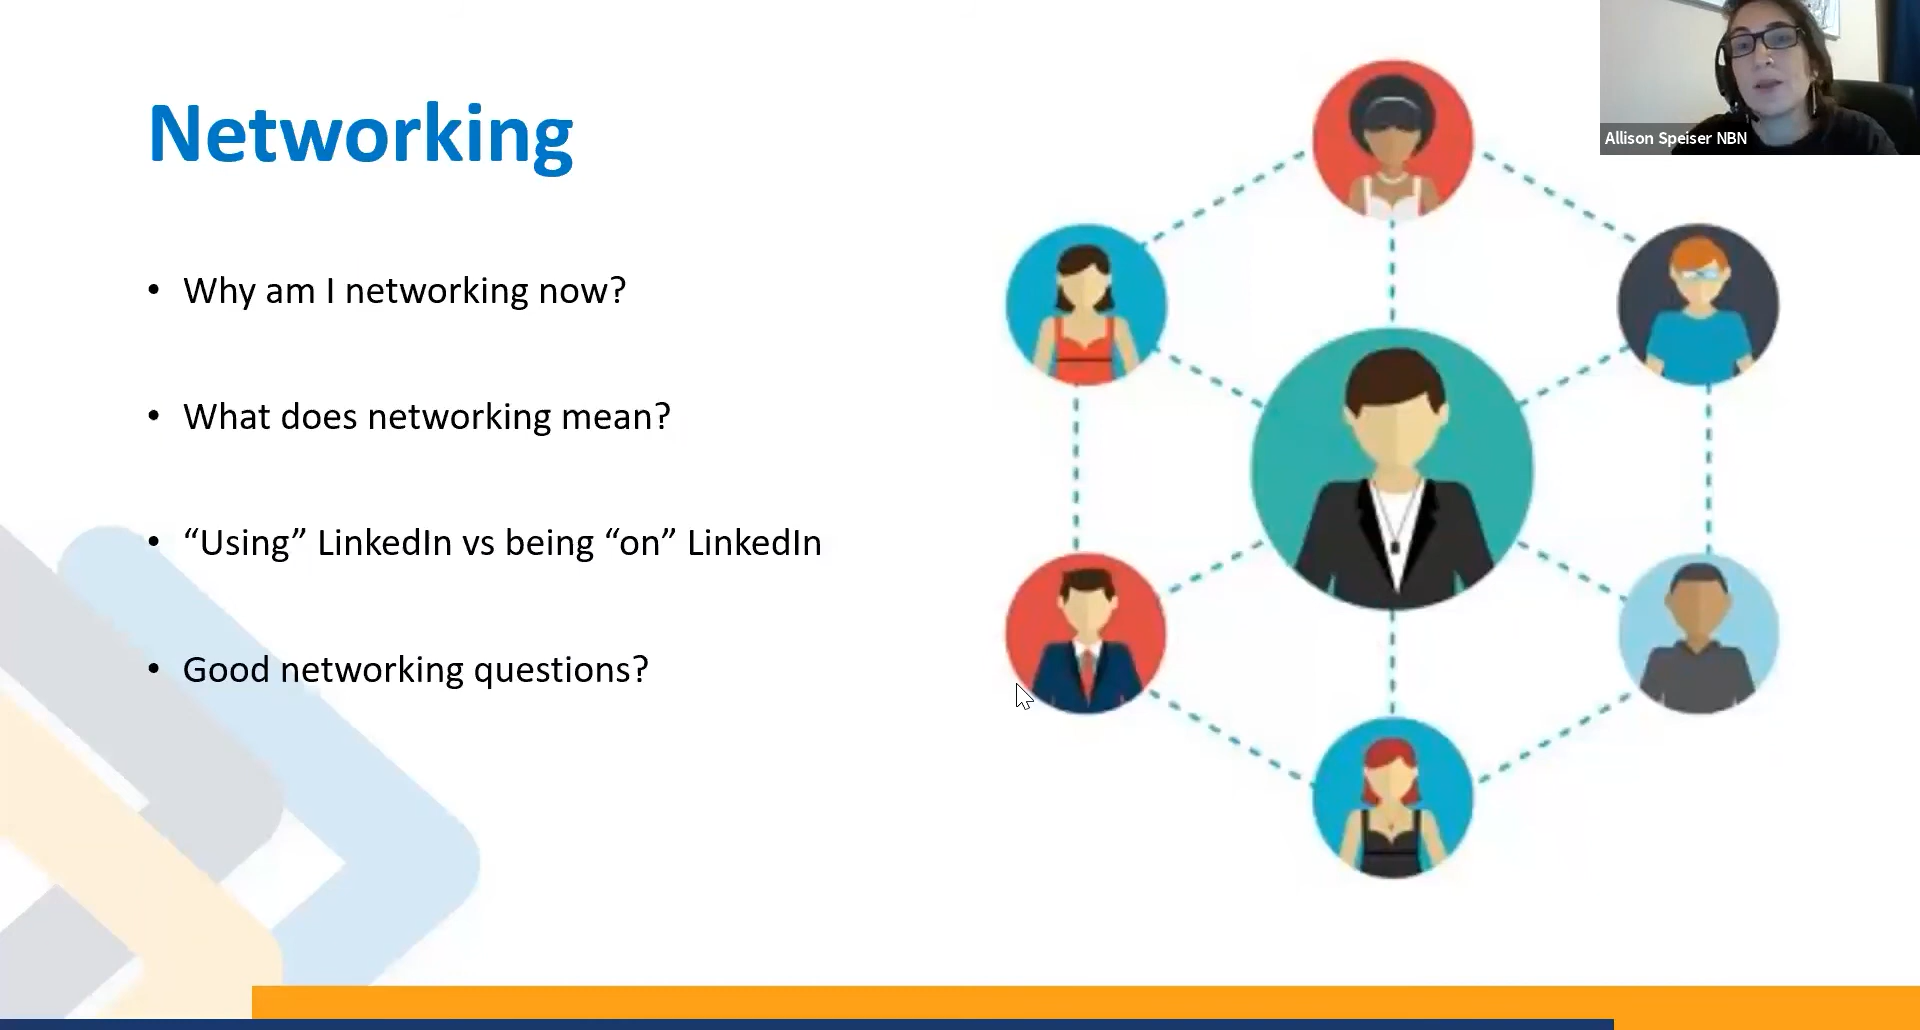 Networking
• Why am I networking now?
• What does networking mean?
• “Using” LinkedIn vs being “on” LinkedIn
• Good networking questions?
Allison Speiser NBN